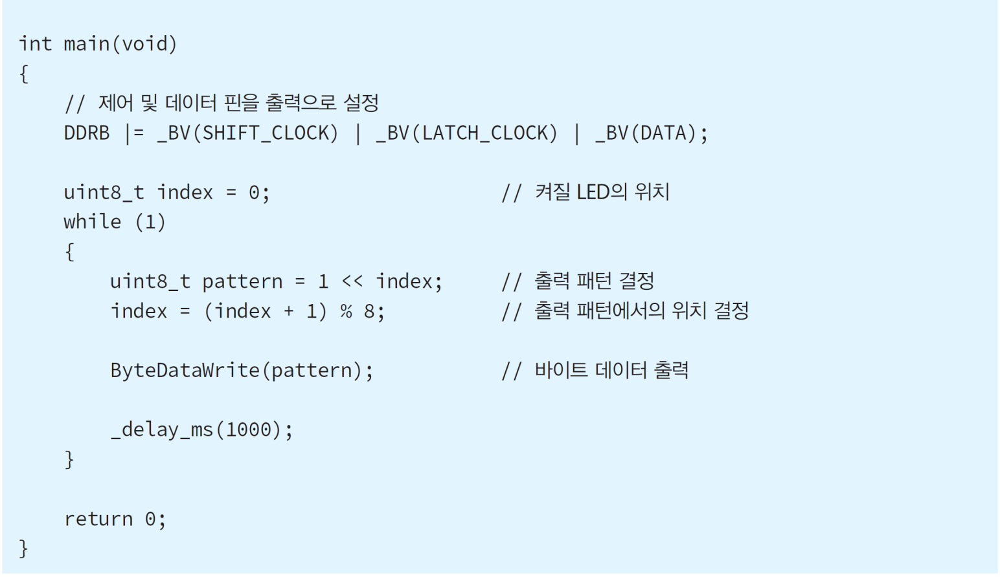 int main(void)
{
    // 제어 및 데이터 핀을 출력으로 설정
    DDRB |= _BV(SHIFT_CLOCK) | _BV(LATCH_CLOCK) | _BV(DATA);
    uint8_t index = 0;                    // 켜질 LED의 위치
    while (1)
    {
        uint8_t pattern = 1 << index;     // 출력 패턴 결정
        index = (index + 1) % 8;          // 출력 패턴에서의 위치 결정
        ByteDataWrite(pattern);           // 바이트 데이터 출력
        _delay_ms(1000);
    }
    return 0;
}